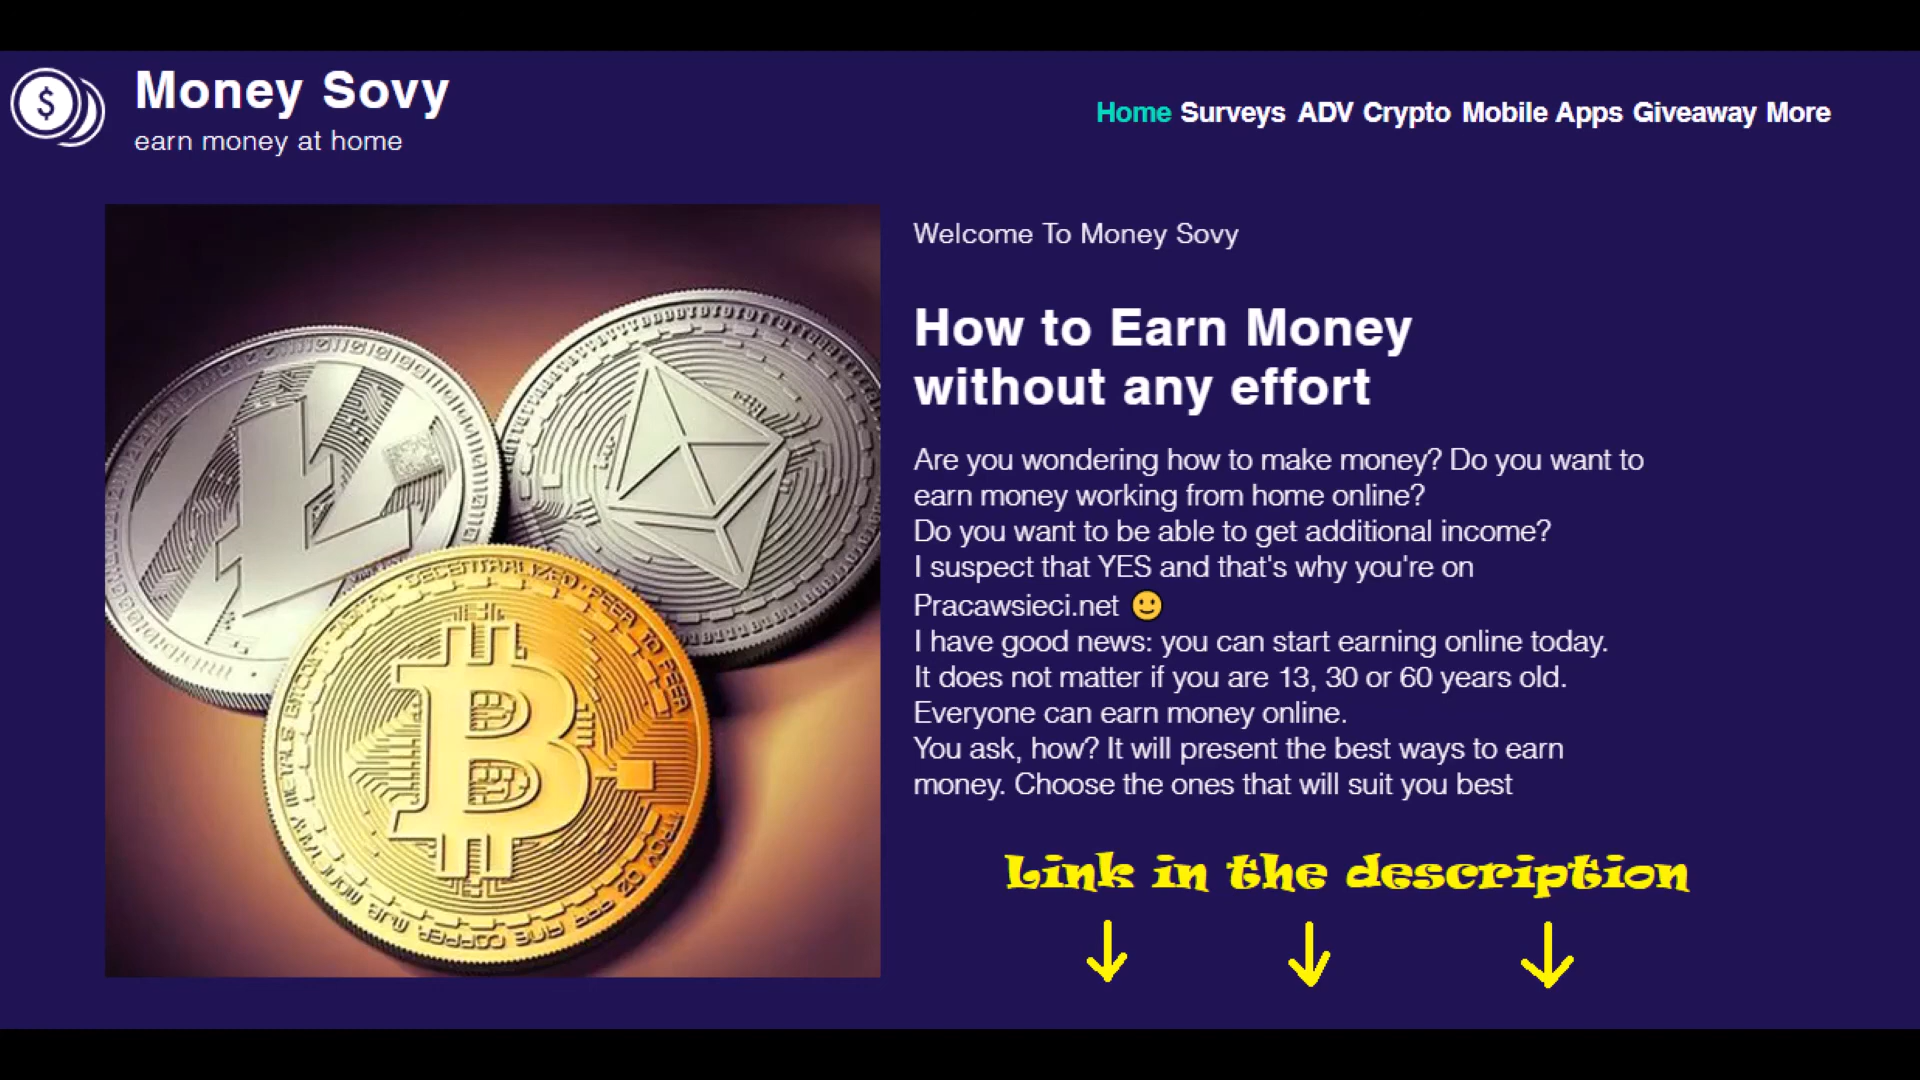 Money Sovy
earn money at home
Home Surveys ADV Crypto Mobile Apps Giveaway More
Welcome To Money Sovy
How to Earn Money
without any effort
Are you wondering how to make money? Do you want to
earn money working from home online?
Do you want to be able to get additional income?
I suspect that YES and that's why you're on
Pracawsieci.net 🙂
I have good news: you can start earning online today.
It does not matter if you are 13, 30 or 60 years old.
Everyone can earn money online.
You ask, how? It will present the best ways to earn
money. Choose the ones that will suit you best
Link in the description
DECENTRALIZED · PEER TO PEER